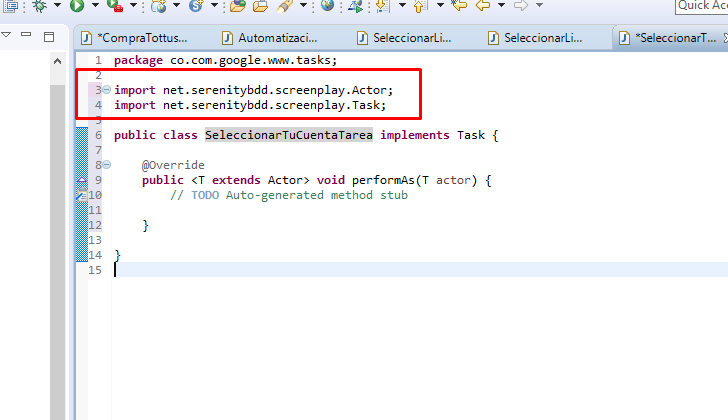 Quick Acce
*CompraTottus
Automatizaci...
SeleccionarLi...
SeleccionarLi...
*SeleccionarT...
1 package co.com.google.www.tasks;
2
3 import net.serenitybdd.screenplay.Actor;
4 import net.serenitybdd.screenplay.Task;
5
6 public class SeleccionarTuCuentaTarea implements Task {
7
8 @Override
9 public <T extends Actor> void performAs(T actor) {
10 // TODO Auto-generated method stub
11
12 }
13
14 }
15